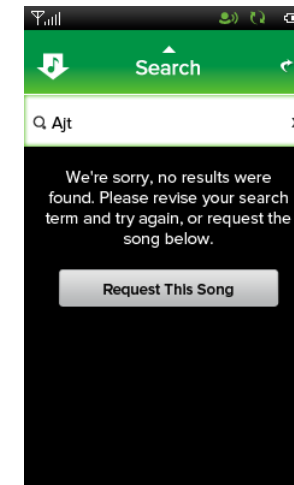 Search
Ajt
We're sorry, no results were
found. Please revise your search
term and try again, or request the
song below.
Request This Song